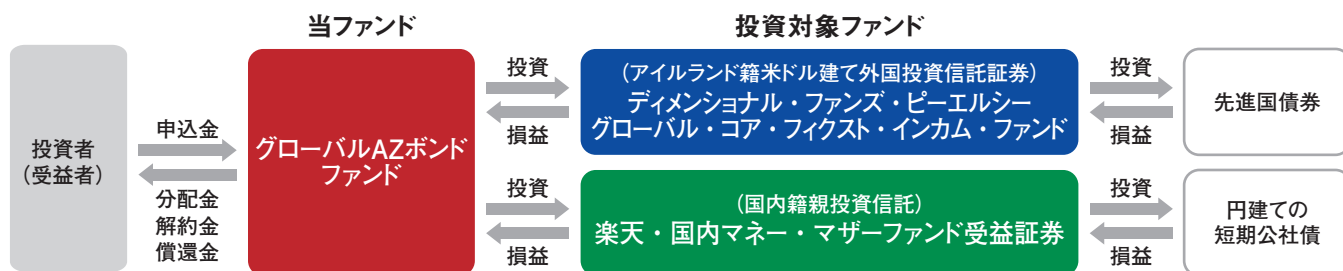 当ファンド
投資対象ファンド
投資者
(受益者)
申込金
分配金
解約金
償還金
グローバルAZボンド
ファンド
投資
損益
(アイルランド籍米ドル建て外国投資信託証券)
ディメンショナル・ファンズ・ピーエルシー
グローバル・コア・フィクスト・インカム・ファンド
投資
損益
先進国債券
投資
損益
(国内籍親投資信託)
楽天・国内マネー・マザーファンド受益証券
投資
損益
円建ての
短期公社債